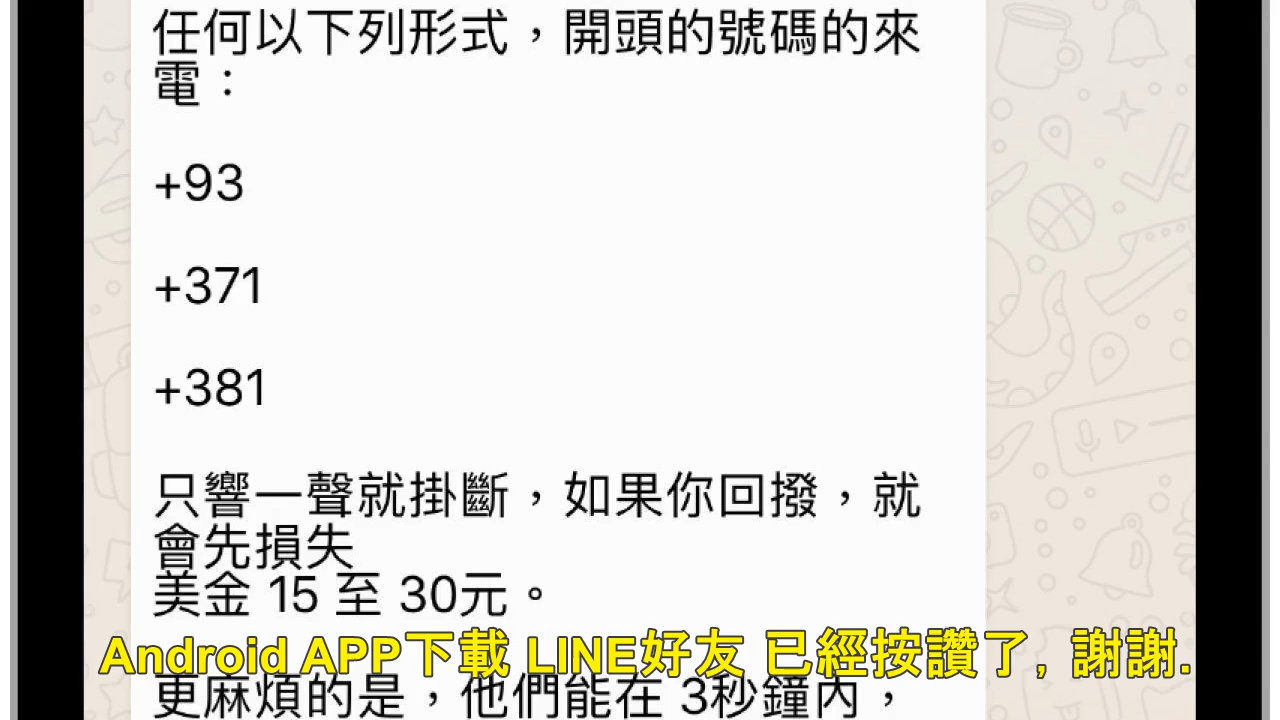 任何以下列形式，開頭的號碼的來
電：
+93
+371
+381
只響一聲就掛斷，如果你回撥，就
會先損失
美金 15 至 30元。
Android APP下載 LINE好友 已經按讚了, 謝謝.
更麻煩的是，他們能在 3秒鐘內，